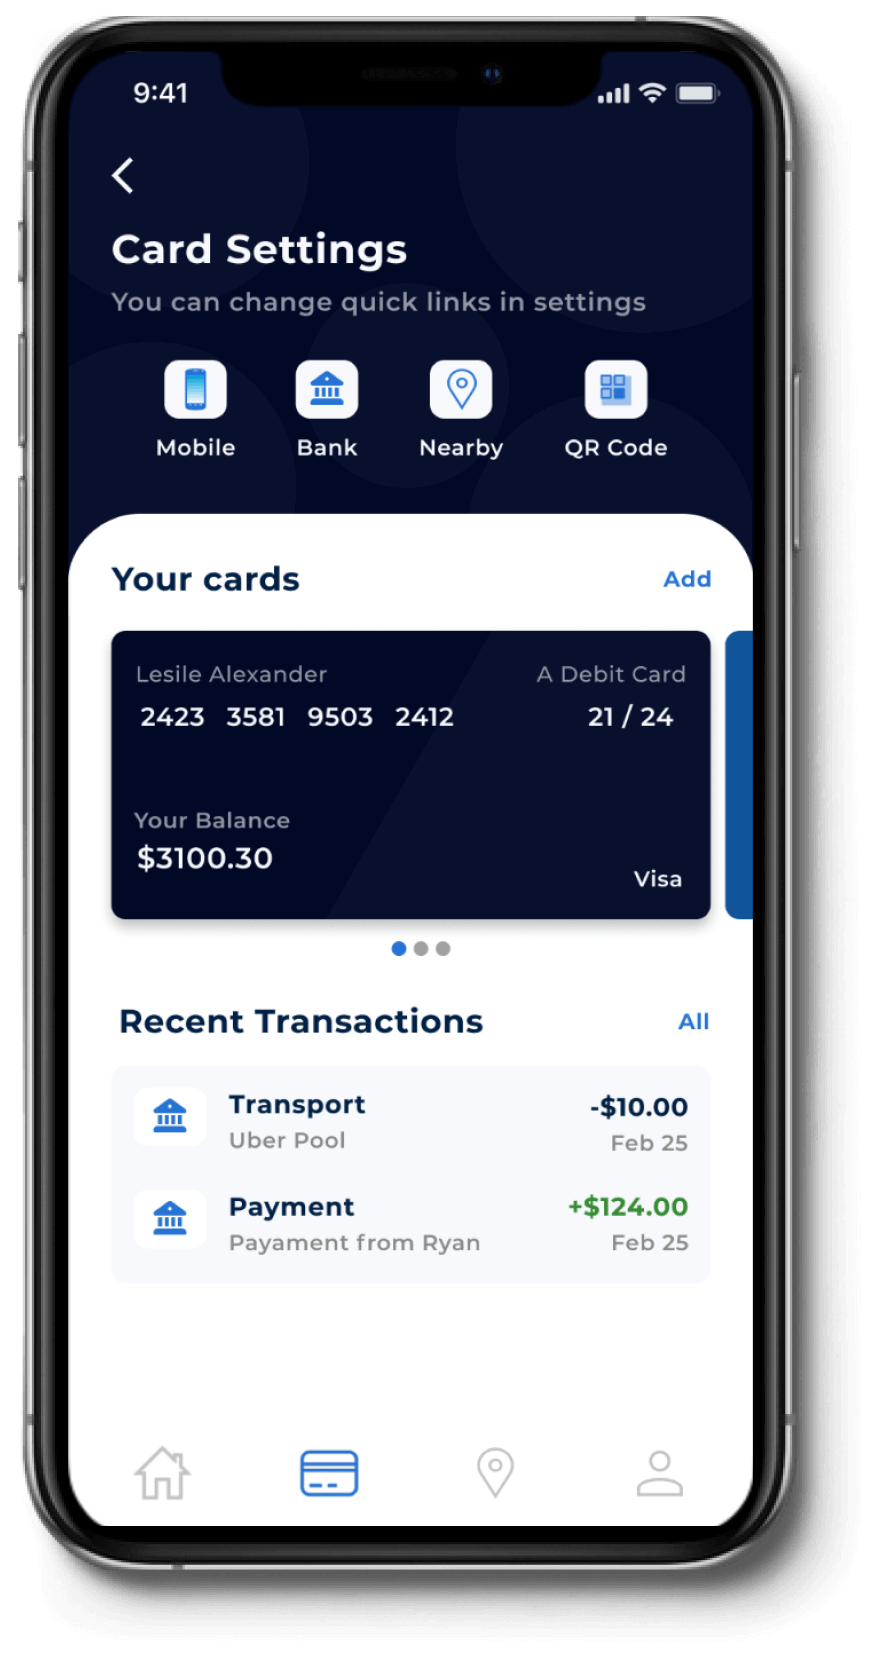 9:41
Card Settings
You can change quick links in settings
Mobile Bank Nearby QR Code
Your cards Add
Lesile Alexander A Debit Card
2423 3581 9503 2412 21 / 24
Your Balance
$3100.30
Visa
Recent Transactions All
Transport -$10.00
Uber Pool Feb 25
Payment +$124.00
Payament from Ryan Feb 25